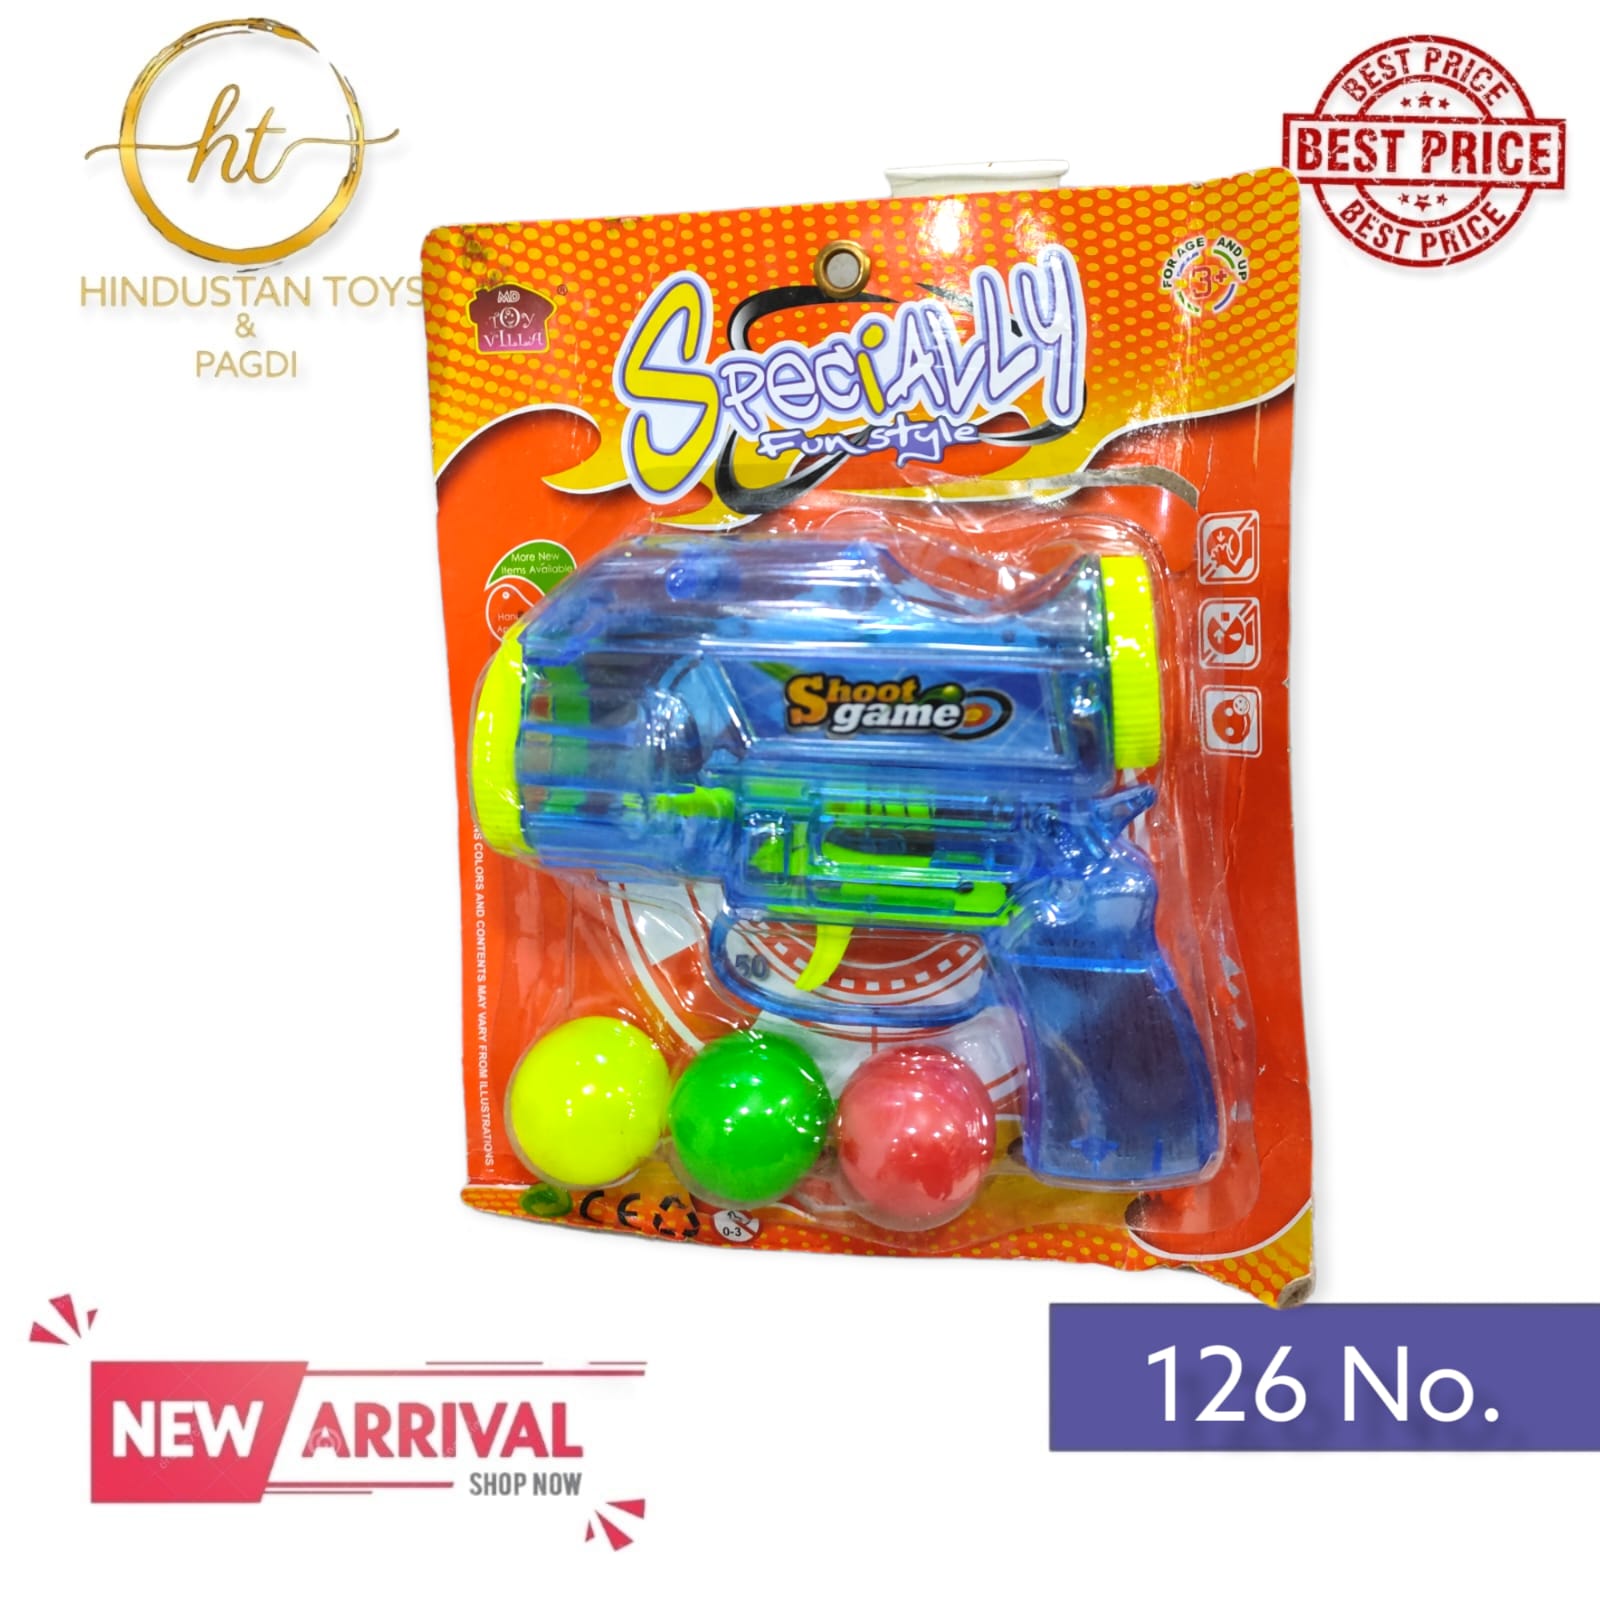 ht
HINDUSTAN TOYS
&
PAGDI
BEST PRICE
BEST PRICE
BEST PRICE
MD
TOY
VILLA
®
FOR AGE AND UP
3+
SPECIALLY
Fun style
More New
Items Available
Shoot
game
50
COLORS AND CONTENTS MAY VARY FROM ILLUSTRATIONS!
CE
0-3
NEW ARRIVAL
SHOP NOW
126 No.